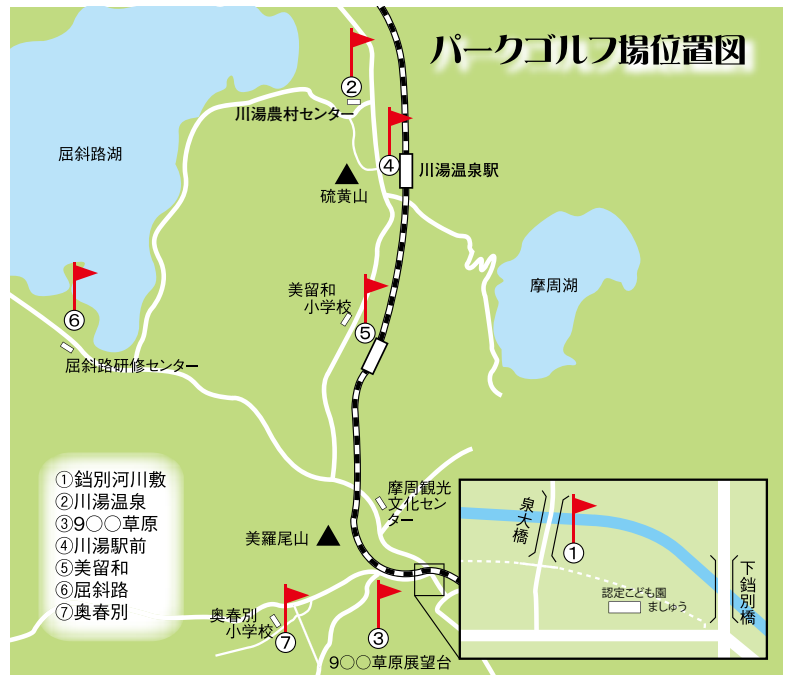 パークゴルフ場位置図
②
川湯農村センター
屈斜路湖
④
川湯温泉駅
硫黄山
摩周湖
美留和
小学校
⑥
⑤
屈斜路研修センター
①鐺別河川敷
②川湯温泉
③9〇〇草原
④川湯駅前
⑤美留和
⑥屈斜路
⑦奥春別
摩周観光
文化セン
ター
美羅尾山
泉大橋
①
下鐺別橋
認定こども園
ましゅう
奥春別
小学校
⑦
③
9〇〇草原展望台